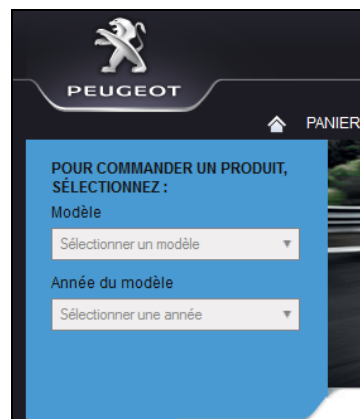 PEUGEOT
PANIER
POUR COMMANDER UN PRODUIT,
SÉLECTIONNEZ :
Modèle
Sélectionner un modèle
Année du modèle
Sélectionner une année